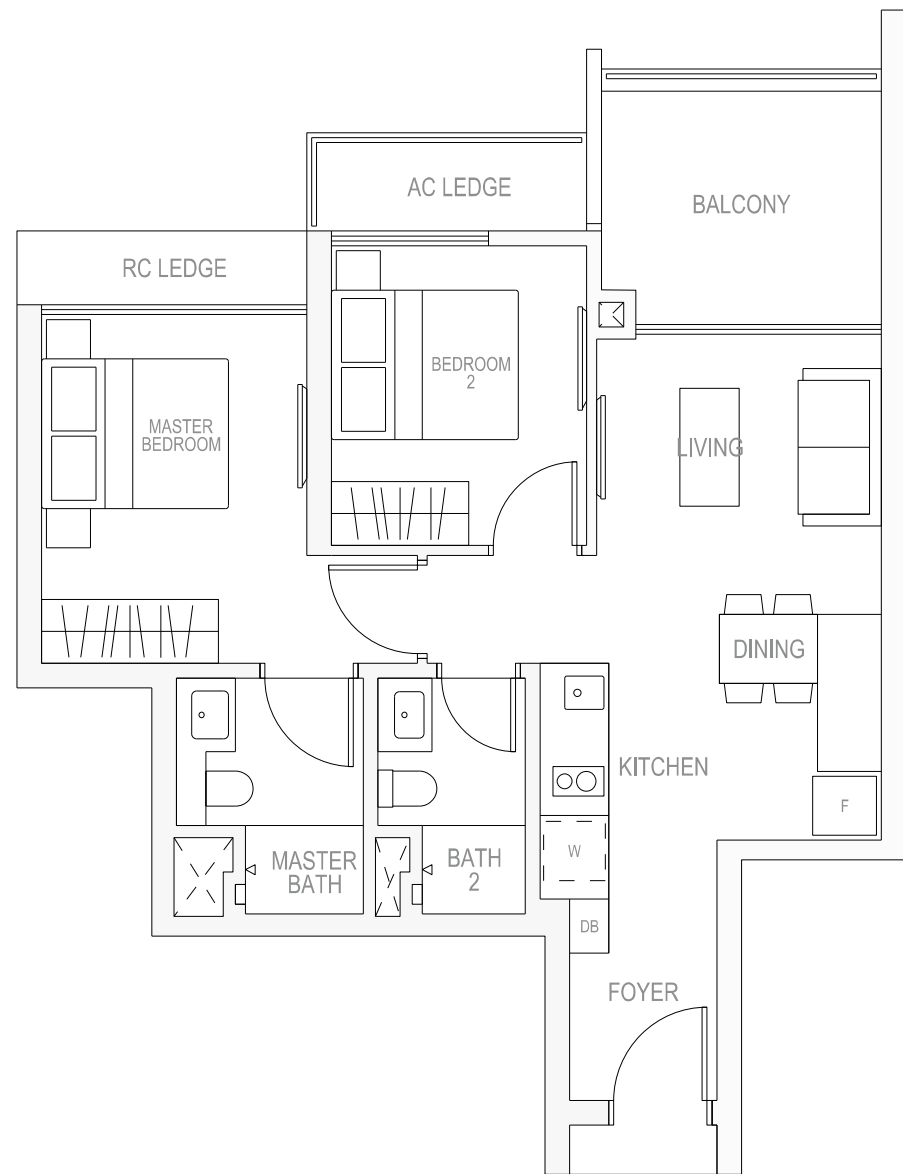 AC LEDGE
BALCONY
RC LEDGE
BEDROOM
2
MASTER
BEDROOM
LIVING
DINING
KITCHEN
F
W
MASTER
BATH
BATH
2
DB
FOYER